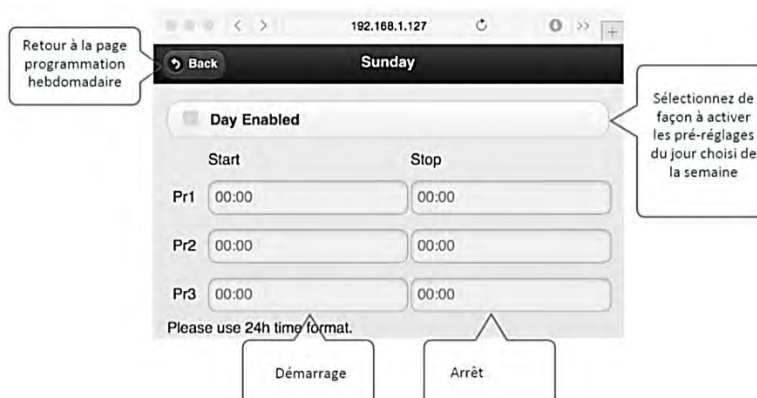 192.168.1.127
Retour à la page
programmation
hebdomadaire
Back
Sunday
Sélectionnez de
façon à activer
les pré-réglages
du jour choisi de
la semaine
Day Enabled
Start Stop
Pr1 00:00 00:00
Pr2 00:00 00:00
Pr3 00:00 00:00
Please use 24h time format.
Démarrage
Arrêt